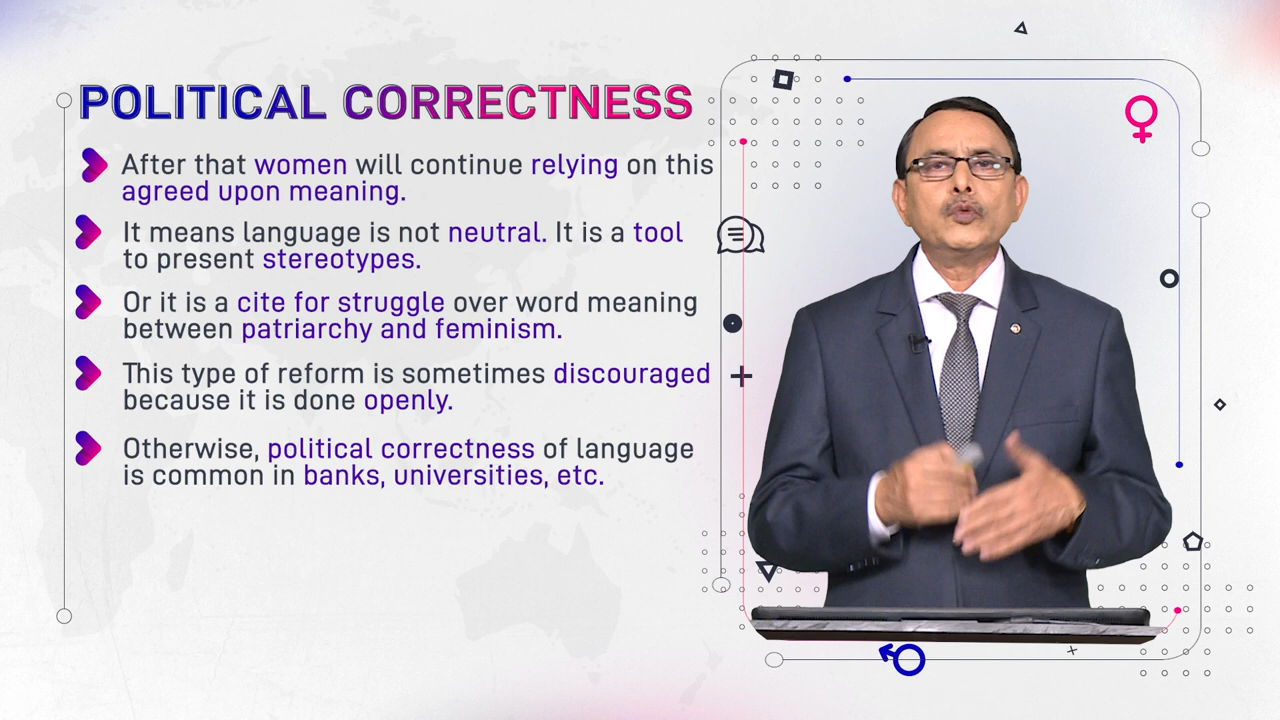 POLITICAL CORRECTNESS
After that women will continue relying on this
agreed upon meaning.
It means language is not neutral. It is a tool
to present stereotypes.
Or it is a cite for struggle over word meaning
between patriarchy and feminism.
This type of reform is sometimes discouraged
because it is done openly.
Otherwise, political correctness of language
is common in banks, universities, etc.